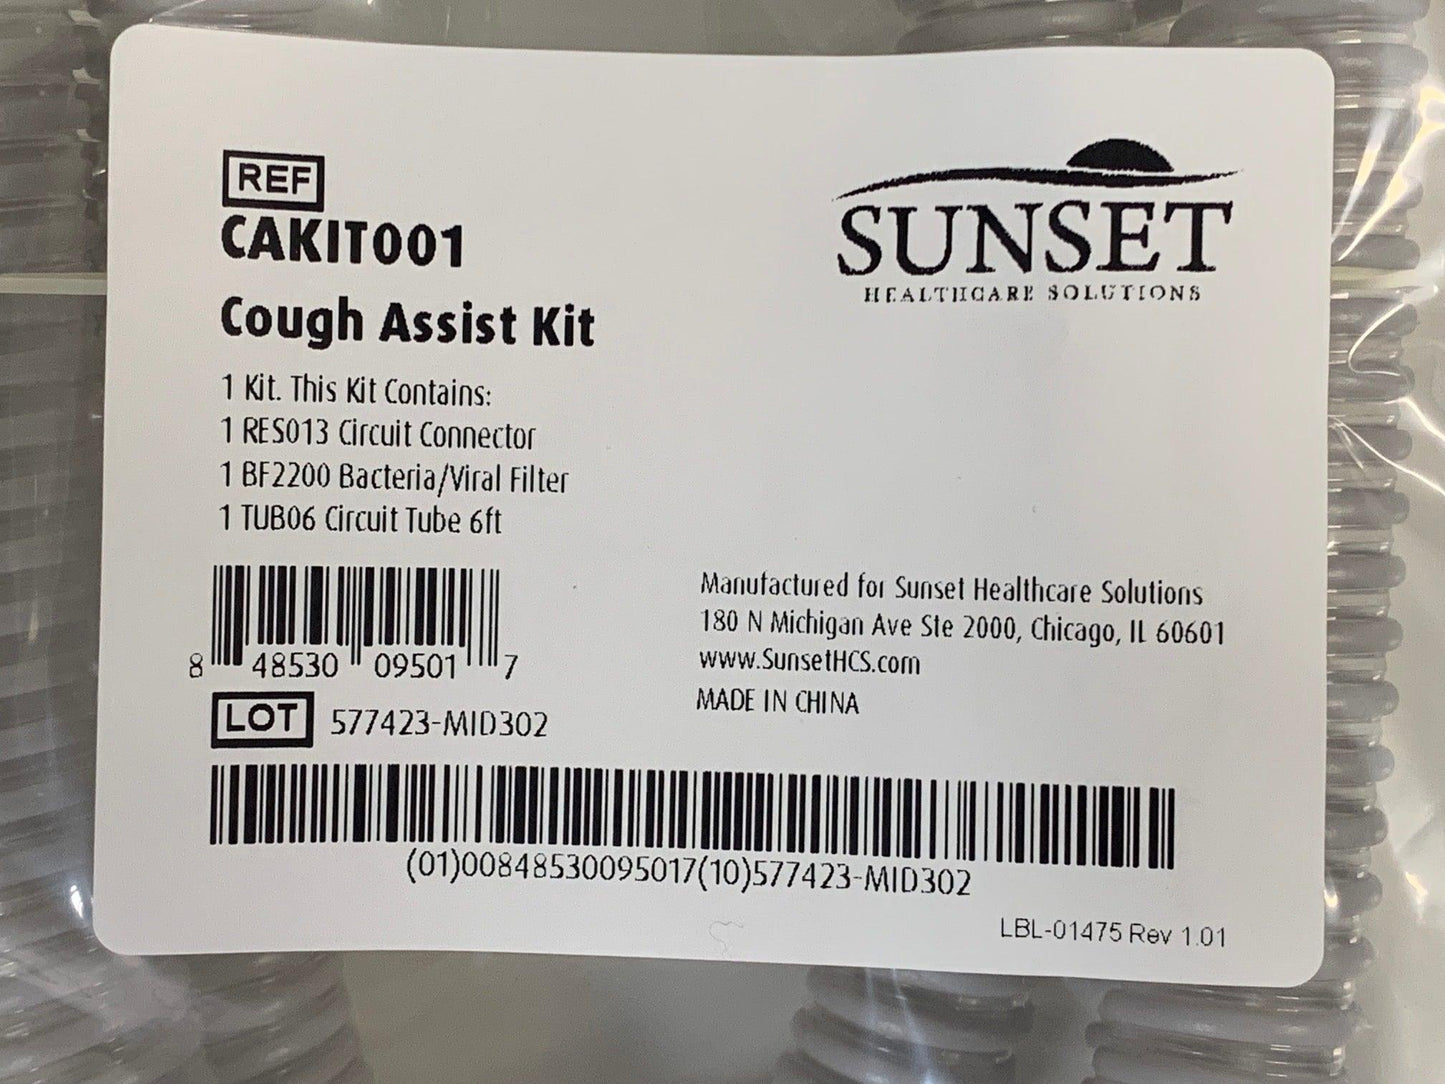 REF
CAKIT001
SUNSET
HEALTHCARE SOLUTIONS
Cough Assist Kit
1 Kit. This Kit Contains:
1 RES013 Circuit Connector
1 BF2200 Bacteria/Viral Filter
1 TUB06 Circuit Tube 6ft
8 48530 09501 7
LOT 577423-MID302
Manufactured for Sunset Healthcare Solutions
180 N Michigan Ave Ste 2000, Chicago, IL 60601
www.SunsetHCS.com
MADE IN CHINA
(01)00848530095017(10)577423-MID302
LBL-01475 Rev 1.01